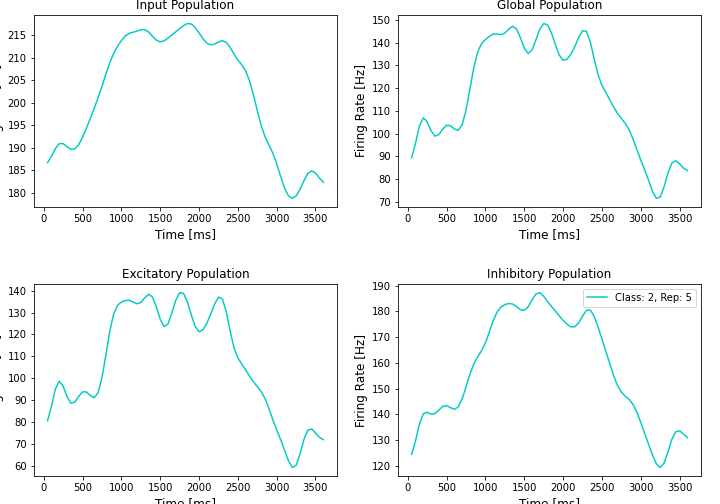 Input Population
215
210
205
200
195
190
185
180
0 500 1000 1500 2000 2500 3000 3500
Time [ms]
Global Population
Firing Rate [Hz]
150
140
130
120
110
100
90
80
70
0 500 1000 1500 2000 2500 3000 3500
Time [ms]
Excitatory Population
140
130
120
110
100
90
80
70
60
0 500 1000 1500 2000 2500 3000 3500
Time [ms]
Inhibitory Population
Firing Rate [Hz]
190
180
170
160
150
140
130
120
Class: 2, Rep: 5
0 500 1000 1500 2000 2500 3000 3500
Time [ms]